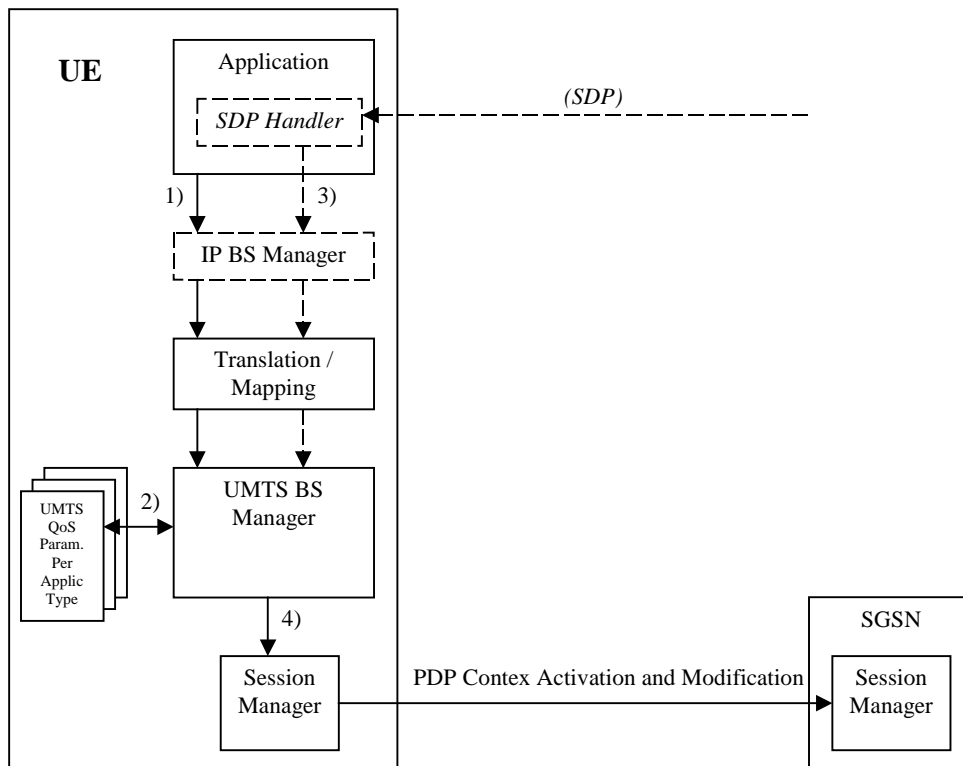 UE
Application
SDP Handler
(SDP)
1)
3)
IP BS Manager
Translation /
Mapping
UMTS BS
Manager
2)
UMTS
QoS
Param.
Per
Applic
Type
4)
SGSN
Session
Manager
PDP Contex Activation and Modification
Session
Manager